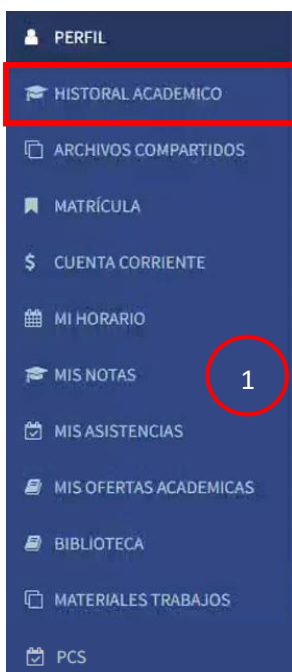 PERFIL
HISTORAL ACADEMICO
ARCHIVOS COMPARTIDOS
MATRÍCULA
$ CUENTA CORRIENTE
MI HORARIO
MIS NOTAS 1
MIS ASISTENCIAS
MIS OFERTAS ACADEMICAS
BIBLIOTECA
MATERIALES TRABAJOS
PCS